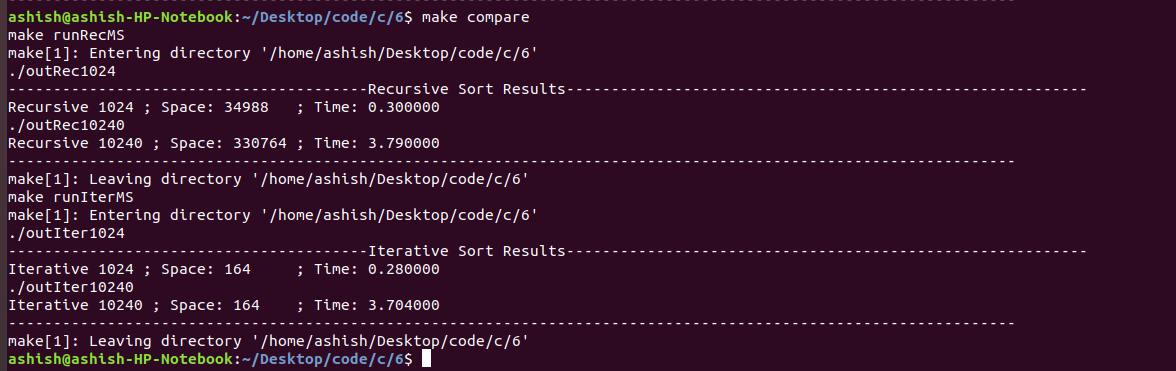 ---------------------------------------------------------------------------------------------------------------
ashish@ashish-HP-Notebook:~/Desktop/code/c/6$ make compare
make runRecMS
make[1]: Entering directory '/home/ashish/Desktop/code/c/6'
./outRec1024
----------------------------------------Recursive Sort Results----------------------------------------------------------
Recursive 1024 ; Space: 34988   ; Time: 0.300000
./outRec10240
Recursive 10240 ; Space: 330764 ; Time: 3.790000
----------------------------------------------------------------------------------------------------------------
make[1]: Leaving directory '/home/ashish/Desktop/code/c/6'
make runIterMS
make[1]: Entering directory '/home/ashish/Desktop/code/c/6'
./outIter1024
----------------------------------------Iterative Sort Results----------------------------------------------------------
Iterative 1024 ; Space: 164     ; Time: 0.280000
./outIter10240
Iterative 10240 ; Space: 164    ; Time: 3.704000
----------------------------------------------------------------------------------------------------------------
make[1]: Leaving directory '/home/ashish/Desktop/code/c/6'
ashish@ashish-HP-Notebook:~/Desktop/code/c/6$